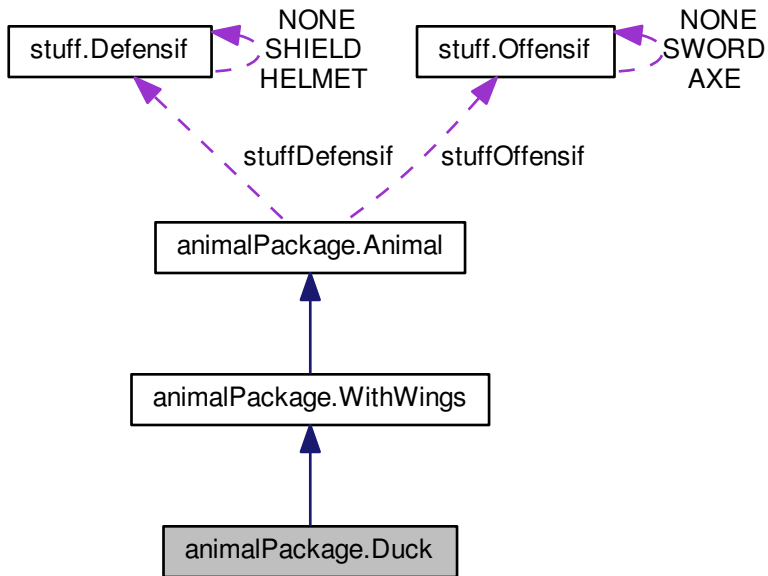 stuff.Defensif
NONE
SHIELD
HELMET
stuff.Offensif
NONE
SWORD
AXE
stuffDefensif
stuffOffensif
animalPackage.Animal
animalPackage.WithWings
animalPackage.Duck